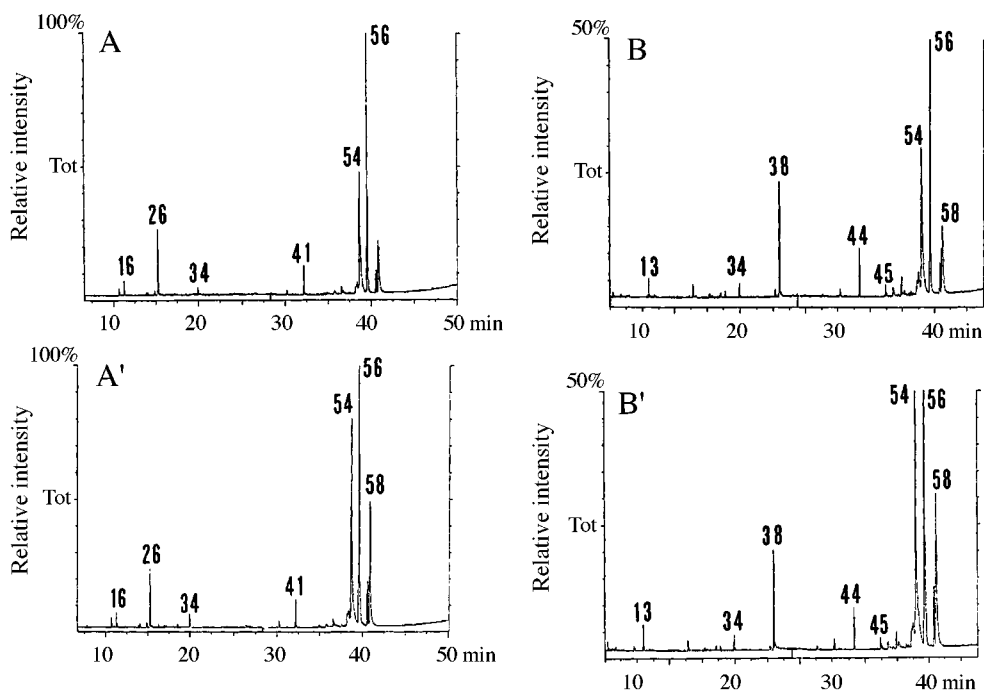 100%
A
56
Relative intensity
Tot
54
26
16
34
41
10 20 30 40 50 min
50%
B
56
Relative intensity
Tot
54
38
58
44
13
34
45
10 20 30 40 min
100%
A'
56
54
Relative intensity
Tot
58
26
16
34
41
10 20 30 40 50 min
50%
B'
54 56
Relative intensity
58
Tot
38
44
13
34
45
10 20 30 40 min